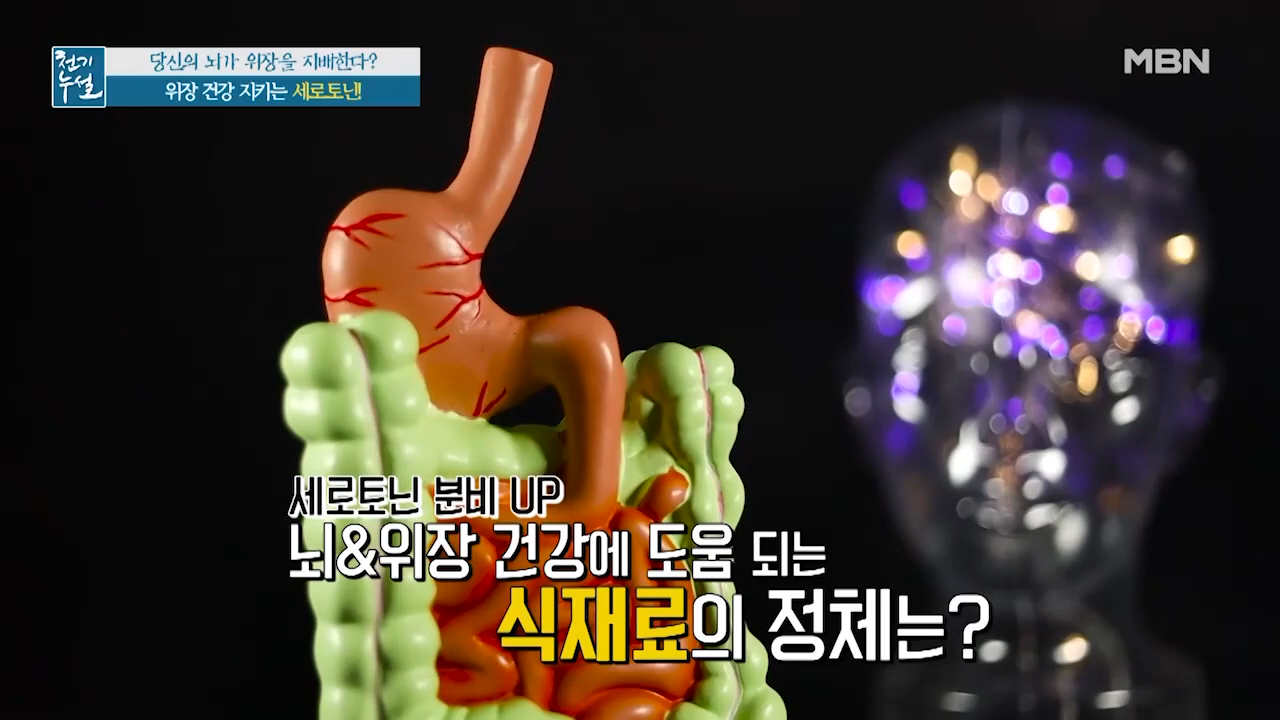 천기
누설
당신의 뇌가 위장을 지배한다?
위장 건강 지키는 세로토닌!
MBN
세로토닌 분비 UP
뇌&위장 건강에 도움 되는
식재료의 정체는?